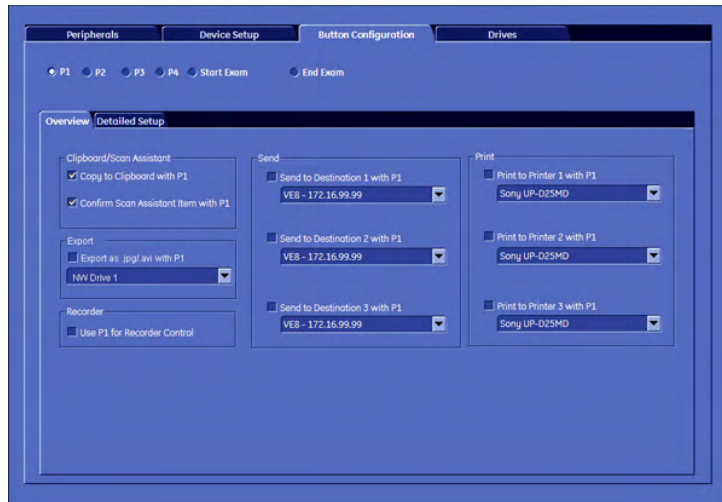 Peripherals Device Setup Button Configuration Drives
P1 P2 P3 P4 Start Exam End Exam
Overview Detailed Setup
Clipboard/Scan Assistant
Copy to Clipboard with P1
Confirm Scan Assistant Item with P1
Export
Export as .jpg/.avi with P1
NW Drive 1
Recorder
Use P1 for Recorder Control
Send
Send to Destination 1 with P1
VE8 - 172.16.99.99
Send to Destination 2 with P1
VE8 - 172.16.99.99
Send to Destination 3 with P1
VE8 - 172.16.99.99
Print
Print to Printer 1 with P1
Sony UP-D25MD
Print to Printer 2 with P1
Sony UP-D25MD
Print to Printer 3 with P1
Sony UP-D25MD